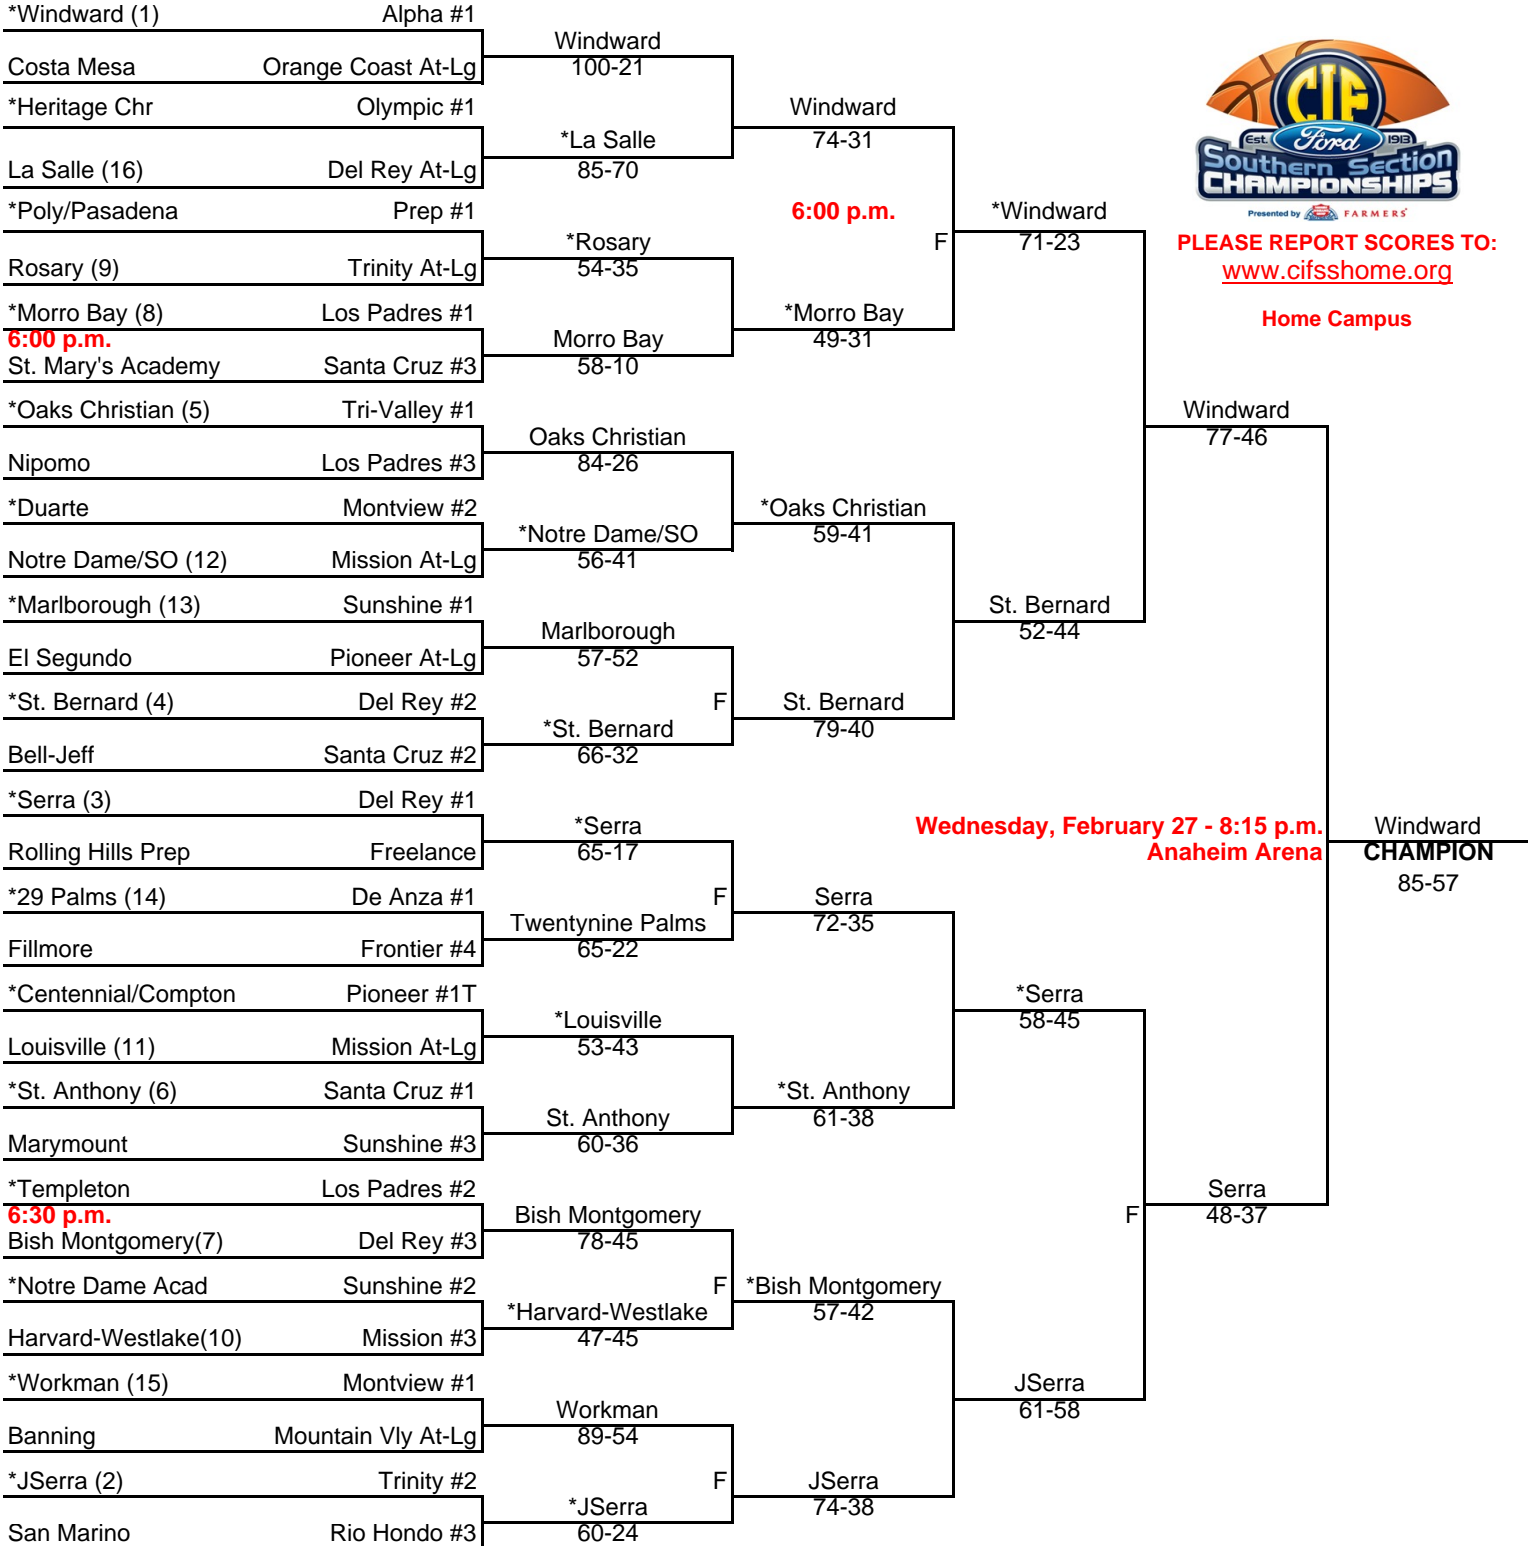 *Windward (1) Alpha #1
Costa Mesa Orange Coast At-Lg
*Heritage Chr Olympic #1
La Salle (16) Del Rey At-Lg
*Poly/Pasadena Prep #1
Rosary (9) Trinity At-Lg
*Morro Bay (8) Los Padres #1
6:00 p.m.
St. Mary's Academy Santa Cruz #3
*Oaks Christian (5) Tri-Valley #1
Nipomo Los Padres #3
*Duarte Montview #2
Notre Dame/SO (12) Mission At-Lg
*Marlborough (13) Sunshine #1
El Segundo Pioneer At-Lg
*St. Bernard (4) Del Rey #2
Bell-Jeff Santa Cruz #2
*Serra (3) Del Rey #1
Rolling Hills Prep Freelance
*29 Palms (14) De Anza #1
Fillmore Frontier #4
*Centennial/Compton Pioneer #1T
Louisville (11) Mission At-Lg
*St. Anthony (6) Santa Cruz #1
Marymount Sunshine #3
*Templeton Los Padres #2
6:30 p.m.
Bish Montgomery(7) Del Rey #3
*Notre Dame Acad Sunshine #2
Harvard-Westlake(10) Mission #3
*Workman (15) Montview #1
Banning Mountain Vly At-Lg
*JSerra (2) Trinity #2
San Marino Rio Hondo #3
Windward
100-21
*La Salle
85-70
*Rosary
54-35
Morro Bay
58-10
Oaks Christian
84-26
*Notre Dame/SO
56-41
Marlborough
57-52
F
*St. Bernard
66-32
*Serra
65-17
F
Twentynine Palms
65-22
*Louisville
53-43
St. Anthony
60-36
Bish Montgomery
78-45
F
*Harvard-Westlake
47-45
Workman
89-54
F
*JSerra
60-24
Windward
74-31
6:00 p.m.
F
*Morro Bay
49-31
*Oaks Christian
59-41
St. Bernard
79-40
Serra
72-35
*St. Anthony
61-38
*Bish Montgomery
57-42
JSerra
74-38
*Windward
71-23
St. Bernard
52-44
*Serra
58-45
F
JSerra
61-58
Windward
77-46
Serra
48-37
Wednesday, February 27 - 8:15 p.m.
Anaheim Arena
Windward
CHAMPION
85-57
CIF
Est. Ford 1913
Southern Section
CHAMPIONSHIPS
Presented by FARMERS
PLEASE REPORT SCORES TO:
www.cifsshome.org
Home Campus